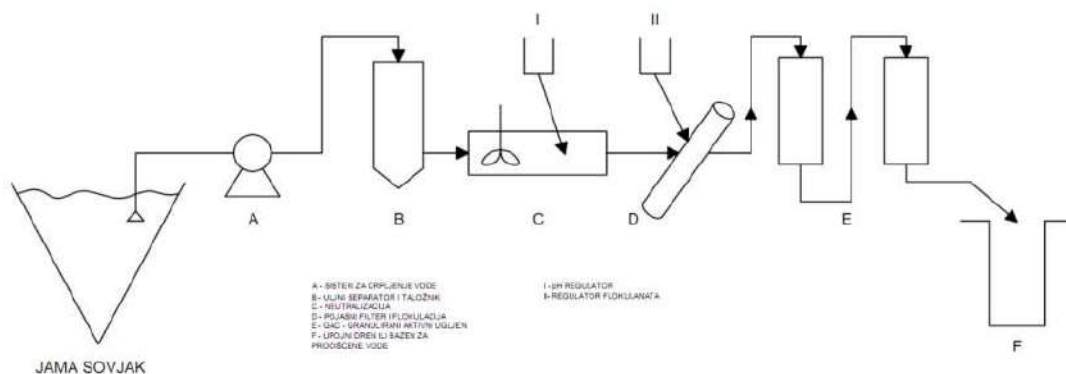 I
II
A
B
C
D
E
F
JAMA SOVJAK
A - SISTEM ZA CRPLJENJE VODE
B - ULJNI SEPARATOR I TALOŽNIK
C - NEUTRALIZACIJA
D - POJASNI FILTER I FLOKULACIJA
E - GAC - GRANULIRANI AKTIVNI UGLJEN
F - UPOJNI DREN ILI BAZEN ZA
PROČIŠĆENE VODE
I - pH REGULATOR
II- REGULATOR FLOKULANATA